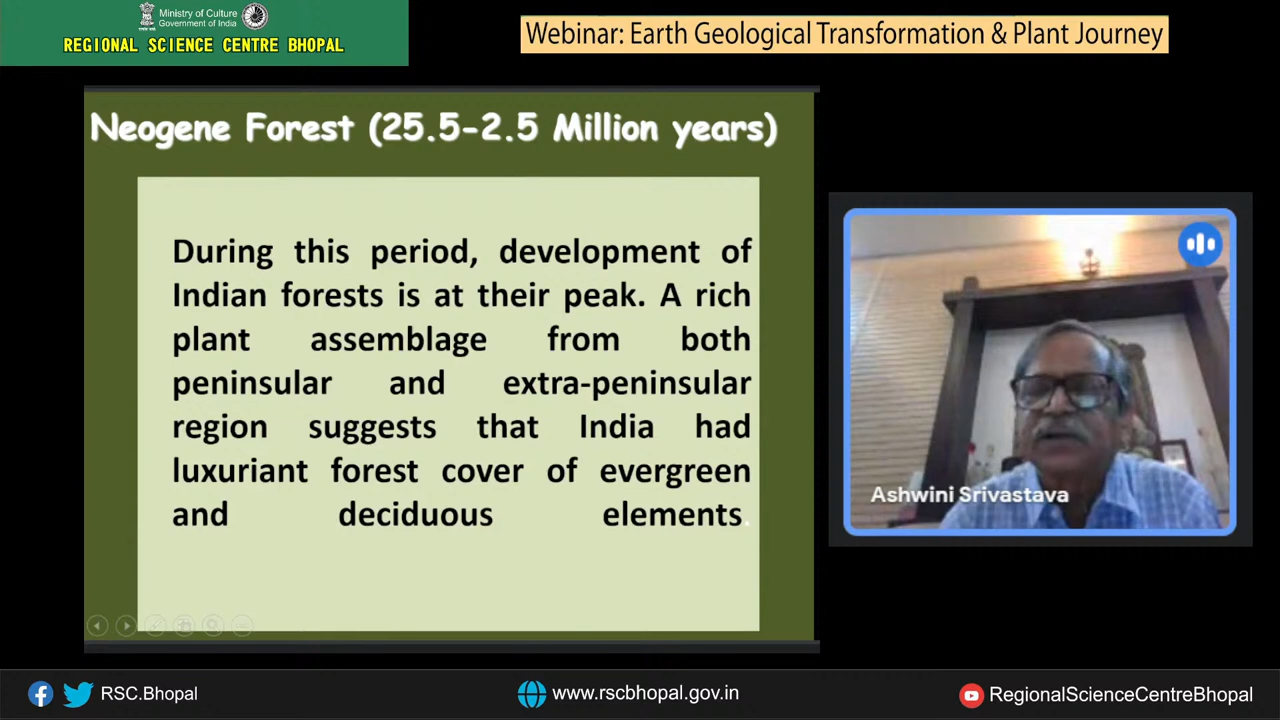 Ministry of Culture
Government of India
REGIONAL SCIENCE CENTRE BHOPAL
Webinar: Earth Geological Transformation & Plant Journey
Neogene Forest (25.5-2.5 Million years)
During this period, development of
Indian forests is at their peak. A rich
plant assemblage from both
peninsular and extra-peninsular
region suggests that India had
luxuriant forest cover of evergreen
and deciduous elements.
Ashwini Srivastava
RSC.Bhopal
www.rscbhopal.gov.in
RegionalScienceCentreBhopal